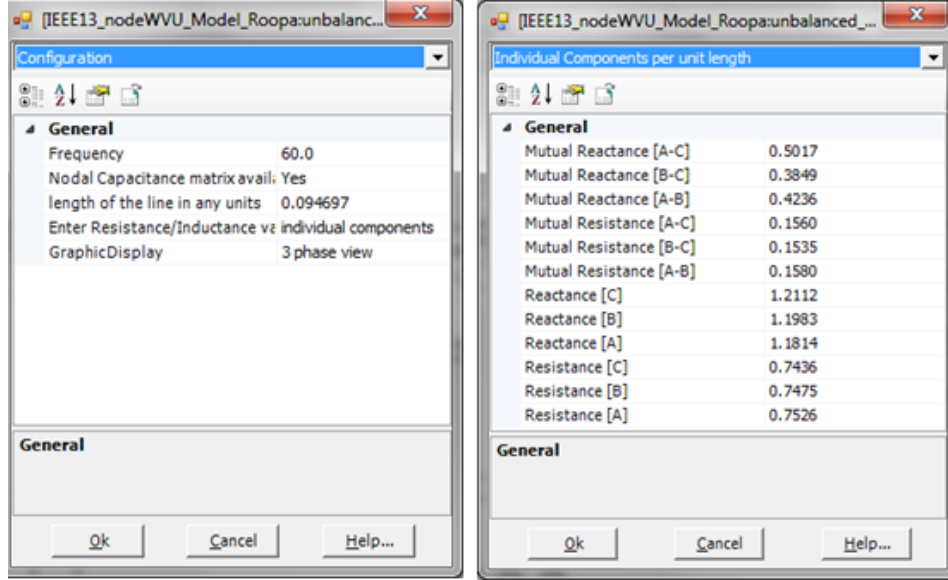 [IEEE13_nodeWVU_Model_Roopa:unbalanc...
Configuration
General
Frequency 60.0
Nodal Capacitance matrix avail: Yes
length of the line in any units 0.094697
Enter Resistance/Inductance va individual components
GraphicDisplay 3 phase view
General
Ok Cancel Help...
[IEEE13_nodeWVU_Model_Roopa:unbalanced_...
Individual Components per unit length
General
Mutual Reactance [A-C] 0.5017
Mutual Reactance [B-C] 0.3849
Mutual Reactance [A-B] 0.4236
Mutual Resistance [A-C] 0.1560
Mutual Resistance [B-C] 0.1535
Mutual Resistance [A-B] 0.1580
Reactance [C] 1.2112
Reactance [B] 1.1983
Reactance [A] 1.1814
Resistance [C] 0.7436
Resistance [B] 0.7475
Resistance [A] 0.7526
General
Ok Cancel Help...